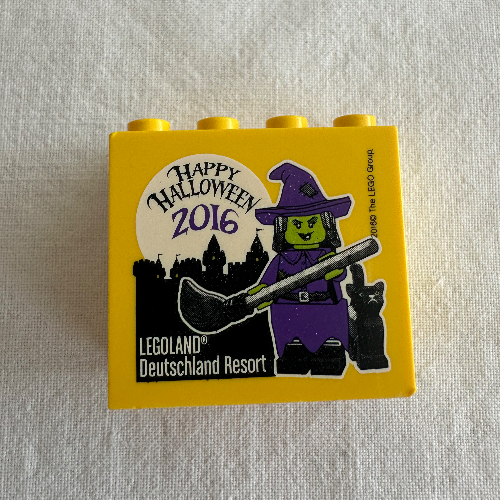 HAPPY
HALLOWEEN
2016
LEGOLAND®
Deutschland Resort
2016© The LEGO Group.